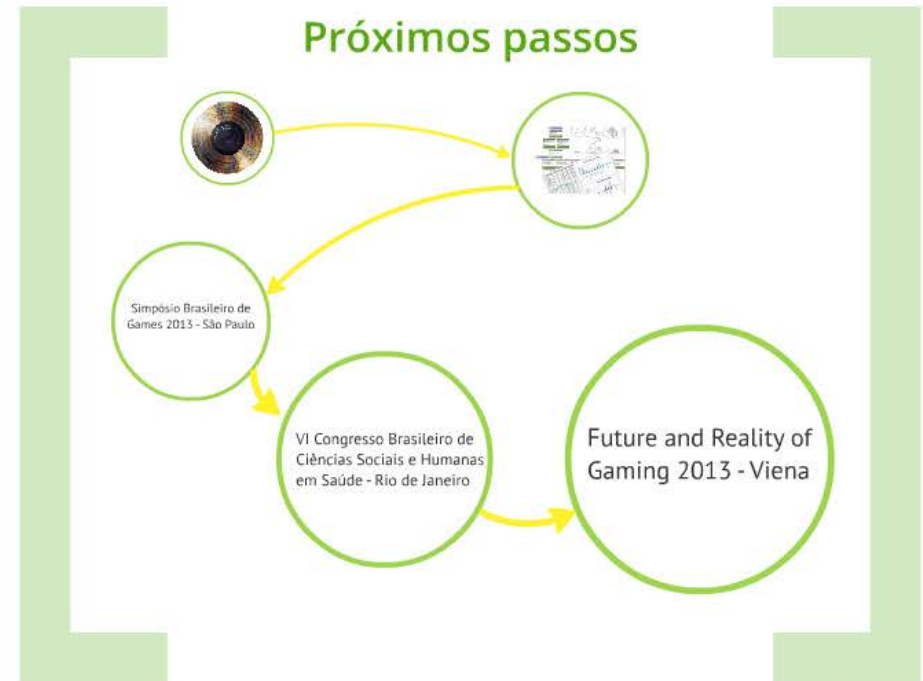 Próximos passos
Simpósio Brasileiro de
Games 2013 - São Paulo
VI Congresso Brasileiro de
Ciências Sociais e Humanas
em Saúde - Rio de Janeiro
Future and Reality of
Gaming 2013 - Viena